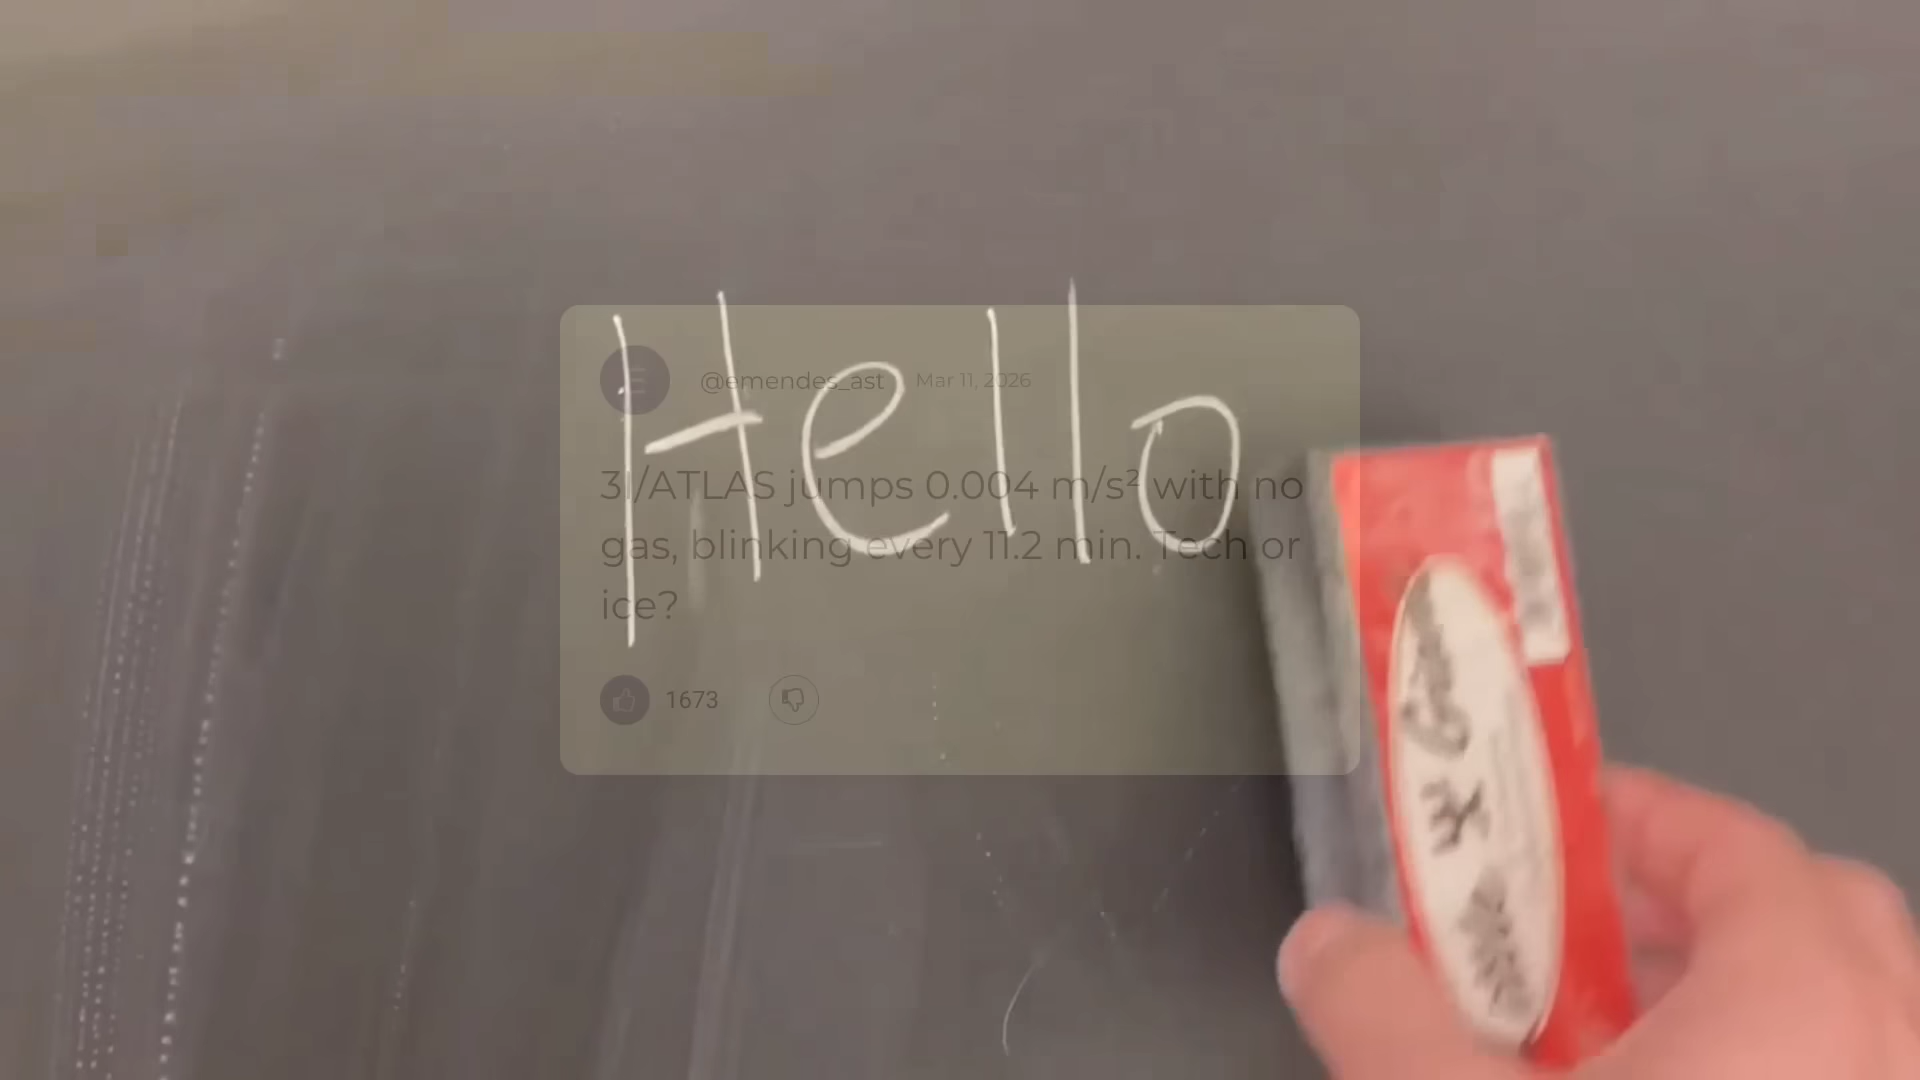 Hello
@emendes_ast Mar 11, 2026
3I/ATLAS jumps 0.004 m/s² with no
gas, blinking every 11.2 min. Tech or
ice?
1673